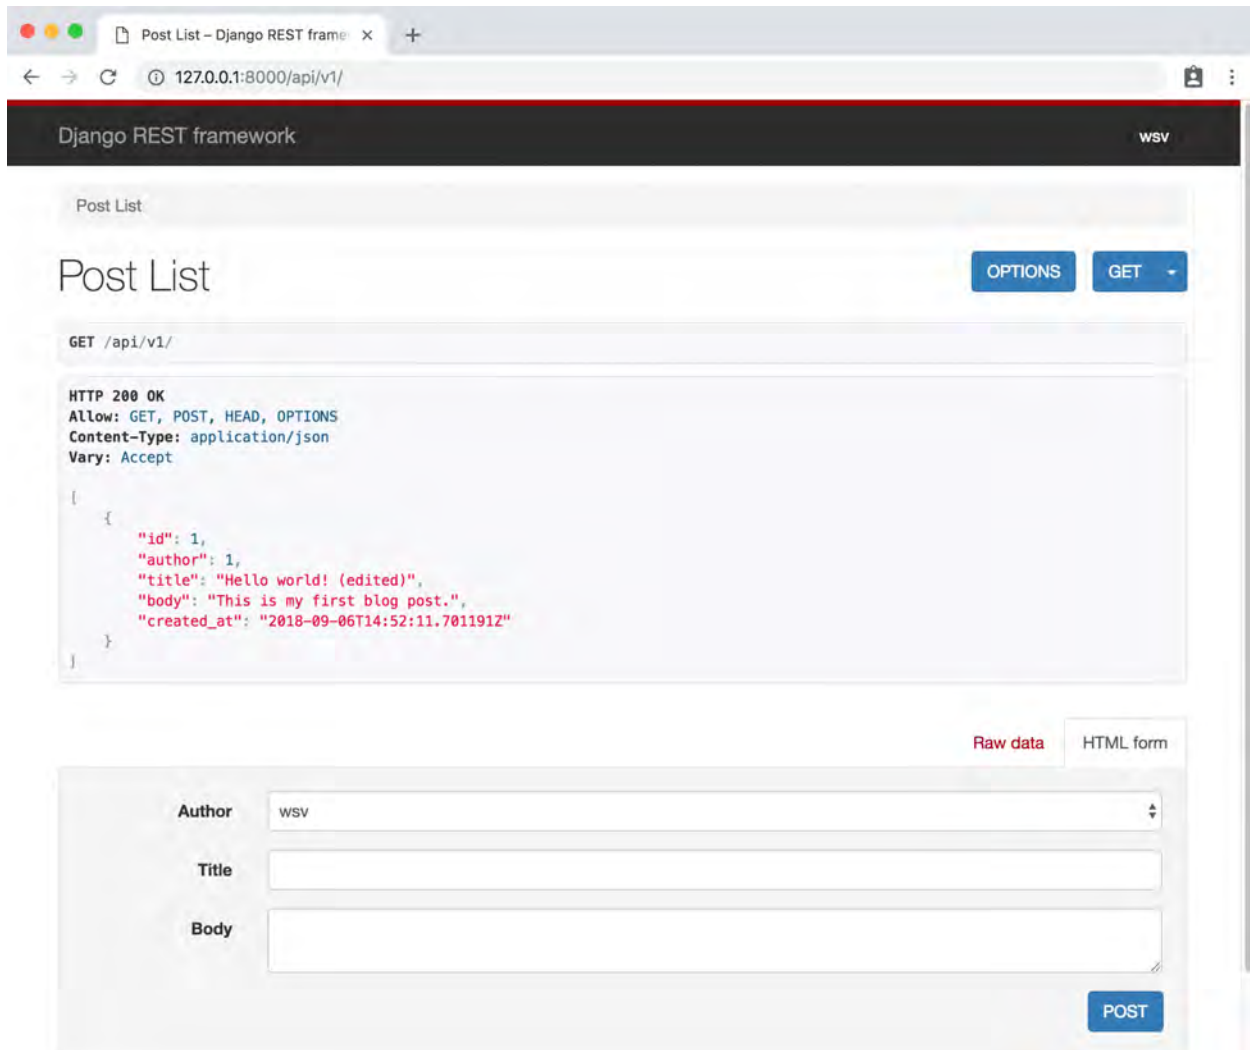 Post List – Django REST frame
127.0.0.1:8000/api/v1/
Django REST framework
wsv
Post List
Post List
OPTIONS
GET
GET /api/v1/
HTTP 200 OK
Allow: GET, POST, HEAD, OPTIONS
Content-Type: application/json
Vary: Accept
[
{
"id": 1,
"author": 1,
"title": "Hello world! (edited)",
"body": "This is my first blog post.",
"created_at": "2018-09-06T14:52:11.701191Z"
}
]
Raw data
HTML form
Author
wsv
Title
Body
POST